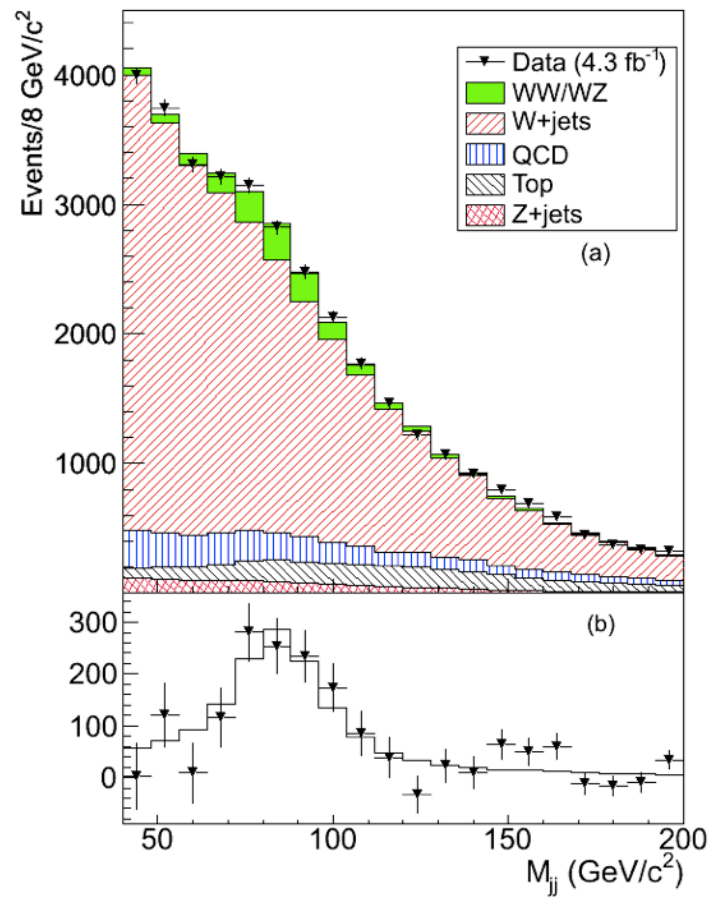 Events/8 GeV/c²
4000
3000
2000
1000
Data (4.3 fb⁻¹)
WW/WZ
W+jets
QCD
Top
Z+jets
(a)
(b)
300
200
100
0
50 100 150 200
M_jj (GeV/c²)